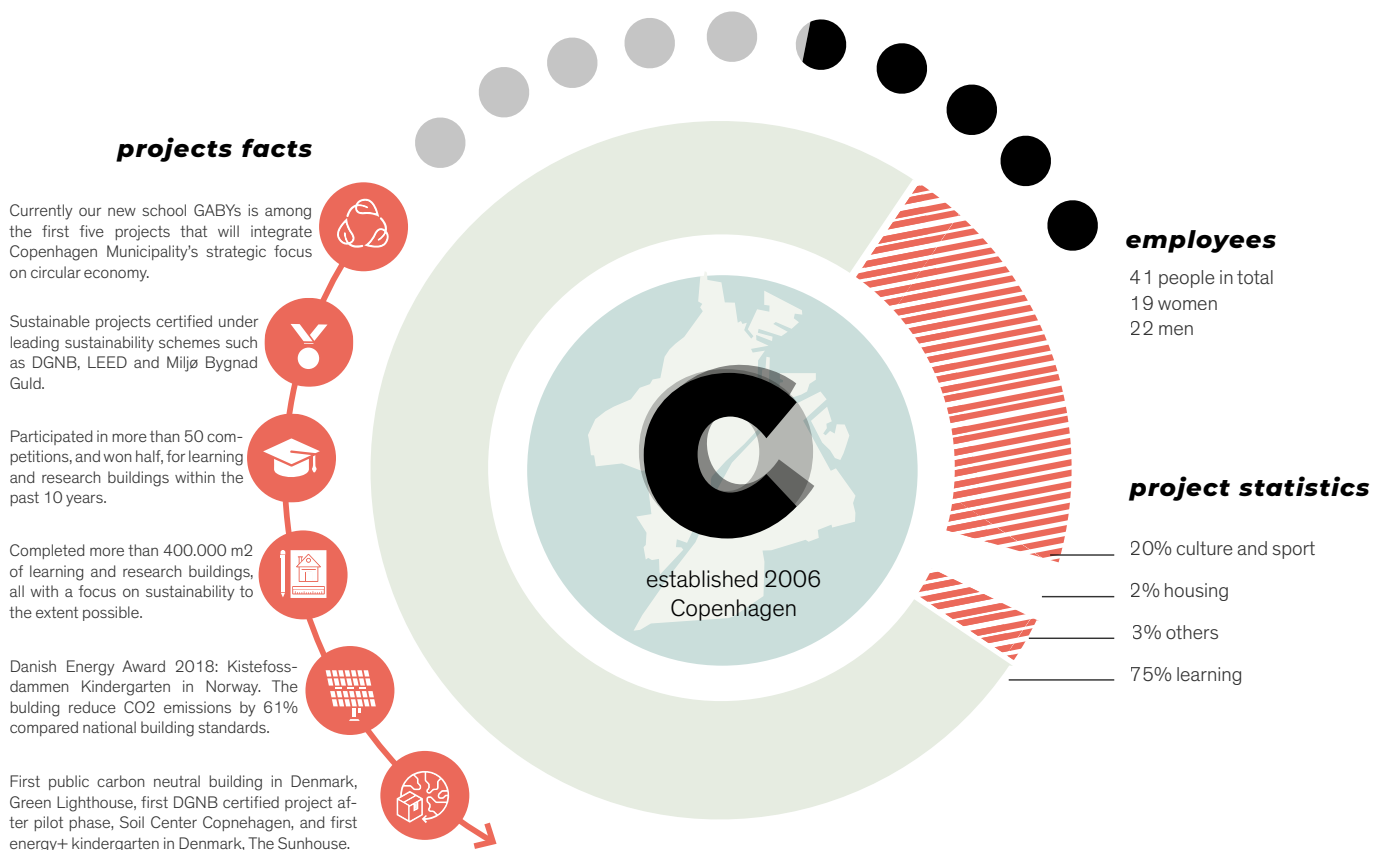 projects facts
Currently our new school GABYs is among
the first five projects that will integrate
Copenhagen Municipality's strategic focus
on circular economy.
Sustainable projects certified under
leading sustainability schemes such
as DGNB, LEED and Miljø Bygnad
Guld.
Participated in more than 50 com-
petitions, and won half, for learning
and research buildings within the
past 10 years.
Completed more than 400.000 m2
of learning and research buildings,
all with a focus on sustainability to
the extent possible.
Danish Energy Award 2018: Kistefoss-
dammen Kindergarten in Norway. The
bulding reduce CO2 emissions by 61%
compared national building standards.
First public carbon neutral building in Denmark,
Green Lighthouse, first DGNB certified project af-
ter pilot phase, Soil Center Copnehagen, and first
energy+ kindergarten in Denmark, The Sunhouse.
C
established 2006
Copenhagen
employees
41 people in total
19 women
22 men
project statistics
20% culture and sport
2% housing
3% others
75% learning